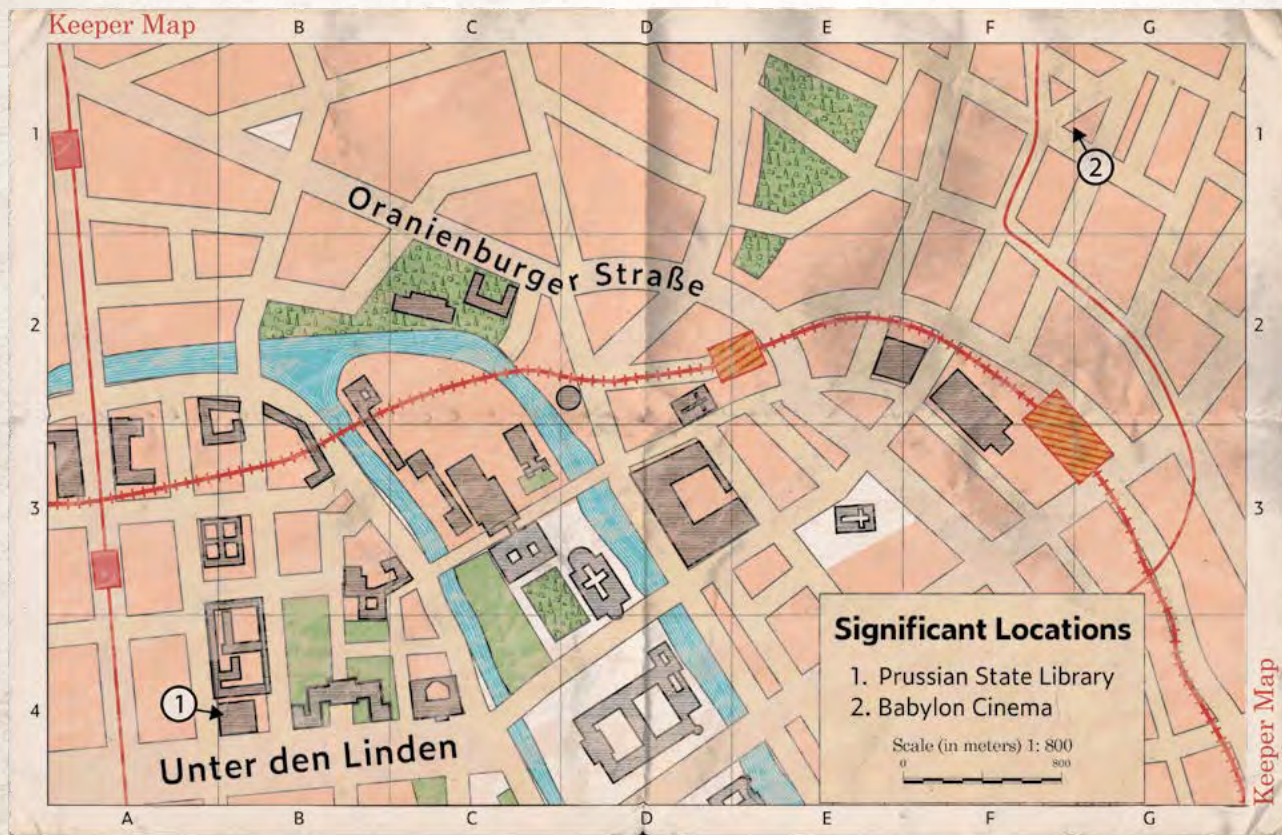 Keeper Map
B C D E F G
1 1
2
Oranienburger Straße
2 2
3 3
Significant Locations
1. Prussian State Library
2. Babylon Cinema
Scale (in meters) 1: 800
0 800
4
1
Unter den Linden
A B C D E F G
Keeper Map